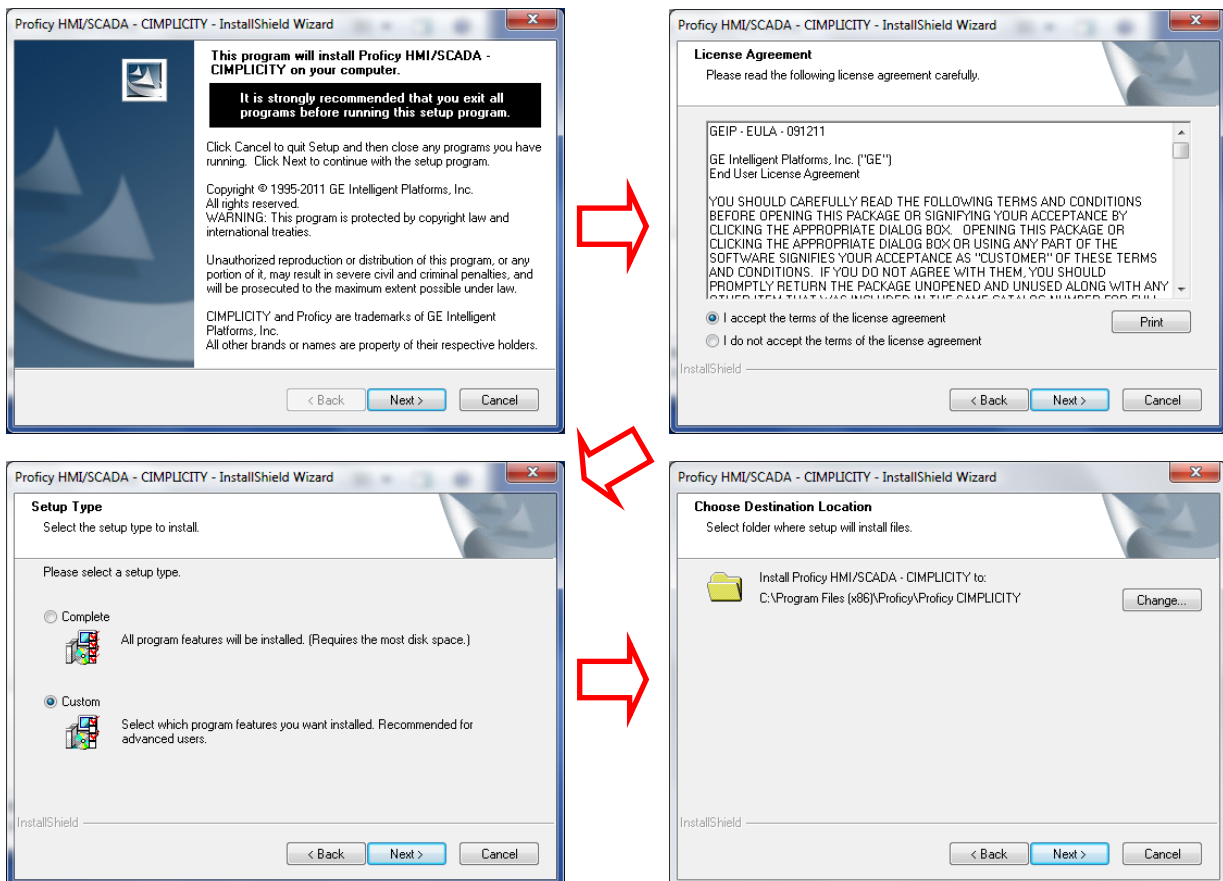 Proficy HMI/SCADA - CIMPLICITY - InstallShield Wizard
This program will install Proficy HMI/SCADA -
CIMPLICITY on your computer.
It is strongly recommended that you exit all
programs before running this setup program.
Click Cancel to quit Setup and then close any programs you have
running. Click Next to continue with the setup program.
Copyright © 1995-2011 GE Intelligent Platforms, Inc.
All rights reserved.
WARNING: This program is protected by copyright law and
international treaties.
Unauthorized reproduction or distribution of this program, or any
portion of it, may result in severe civil and criminal penalties, and
will be prosecuted to the maximum extent possible under law.
CIMPLICITY and Proficy are trademarks of GE Intelligent
Platforms, Inc.
All other brands or names are property of their respective holders.
< Back Next > Cancel
Proficy HMI/SCADA - CIMPLICITY - InstallShield Wizard
License Agreement
Please read the following license agreement carefully.
GEIP - EULA - 091211
GE Intelligent Platforms, Inc. ("GE")
End User License Agreement
YOU SHOULD CAREFULLY READ THE FOLLOWING TERMS AND CONDITIONS
BEFORE OPENING THIS PACKAGE OR SIGNIFYING YOUR ACCEPTANCE BY
CLICKING THE APPROPRIATE DIALOG BOX. OPENING THIS PACKAGE OR
CLICKING THE APPROPRIATE DIALOG BOX OR USING ANY PART OF THE
SOFTWARE SIGNIFIES YOUR ACCEPTANCE AS "CUSTOMER" OF THESE TERMS
AND CONDITIONS. IF YOU DO NOT AGREE WITH THEM, YOU SHOULD
PROMPTLY RETURN THE PACKAGE UNOPENED AND UNUSED ALONG WITH ANY
OTHER ITEM THAT WAS INCLUDED IN THE SAME CATALOG NUMBER FOR FULL
I accept the terms of the license agreement
Print
I do not accept the terms of the license agreement
InstallShield
< Back Next > Cancel
Proficy HMI/SCADA - CIMPLICITY - InstallShield Wizard
Setup Type
Select the setup type to install.
Please select a setup type.
Complete
All program features will be installed. (Requires the most disk space.)
Custom
Select which program features you want installed. Recommended for
advanced users.
InstallShield
< Back Next > Cancel
Proficy HMI/SCADA - CIMPLICITY - InstallShield Wizard
Choose Destination Location
Select folder where setup will install files.
Install Proficy HMI/SCADA - CIMPLICITY to:
C:\Program Files (x86)\Proficy\Proficy CIMPLICITY
Change...
InstallShield
< Back Next > Cancel